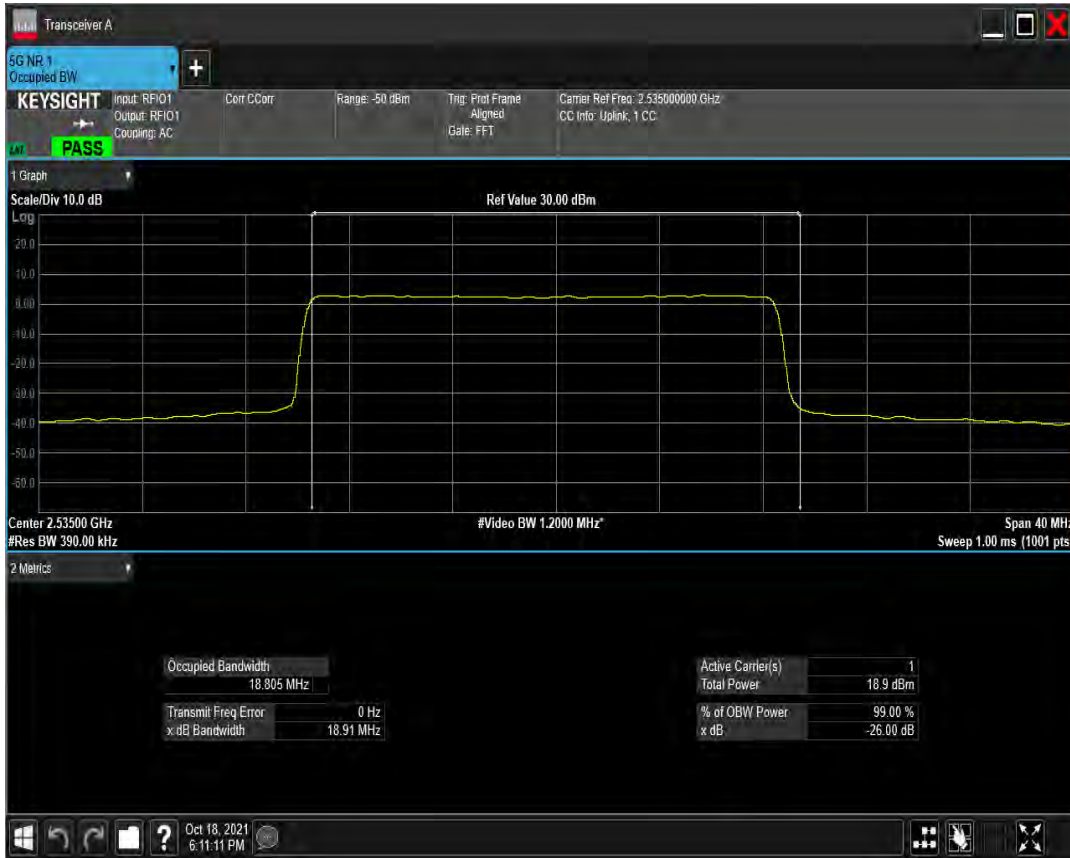 Transceiver A
5G NR 1
Occupied BW
+
KEYSIGHT
PASS
Input: RFIO1
Output: RFIO1
Coupling: AC
Corr CCorr
Range: -50 dBm
Trig: Prot Frame
Aligned
Gate: FFT
Carrier Ref Freq: 2.535000000 GHz
CC Info: Uplink, 1 CC
1 Graph
Scale/Div 10.0 dB
Ref Value 30.00 dBm
Log
20.0
10.0
0.00
-10.0
-20.0
-30.0
-40.0
-50.0
-60.0
Center 2.53500 GHz
#Video BW 1.2000 MHz*
Span 40 MHz
#Res BW 390.00 kHz
Sweep 1.00 ms (1001 pts
2 Metrics
Occupied Bandwidth
18.805 MHz
Transmit Freq Error 0 Hz
x dB Bandwidth 18.91 MHz
Active Carrier(s) 1
Total Power 18.9 dBm
% of OBW Power 99.00 %
x dB -26.00 dB
?
Oct 18, 2021
6:11:11 PM